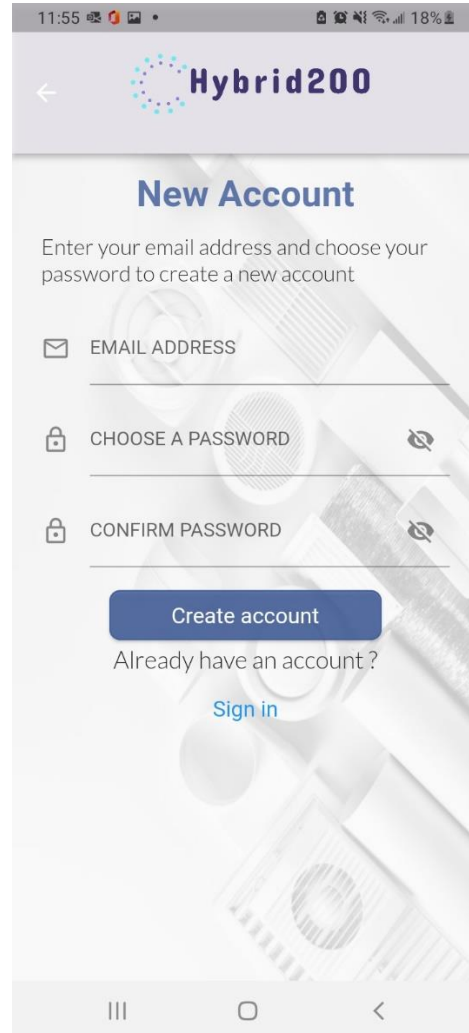 11:55 18%
Hybrid200
New Account
Enter your email address and choose your
password to create a new account
EMAIL ADDRESS
CHOOSE A PASSWORD
CONFIRM PASSWORD
Create account
Already have an account ?
Sign in